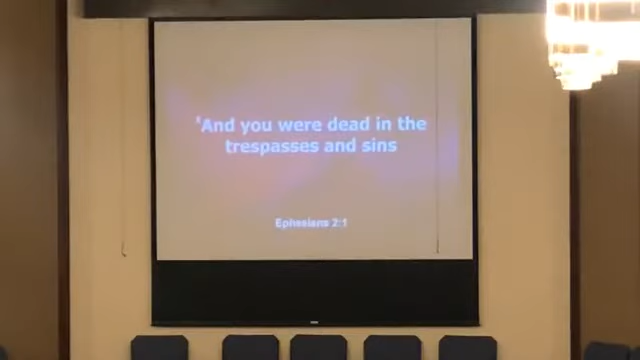 'And you were dead in the
trespasses and sins
Ephesians 2:1